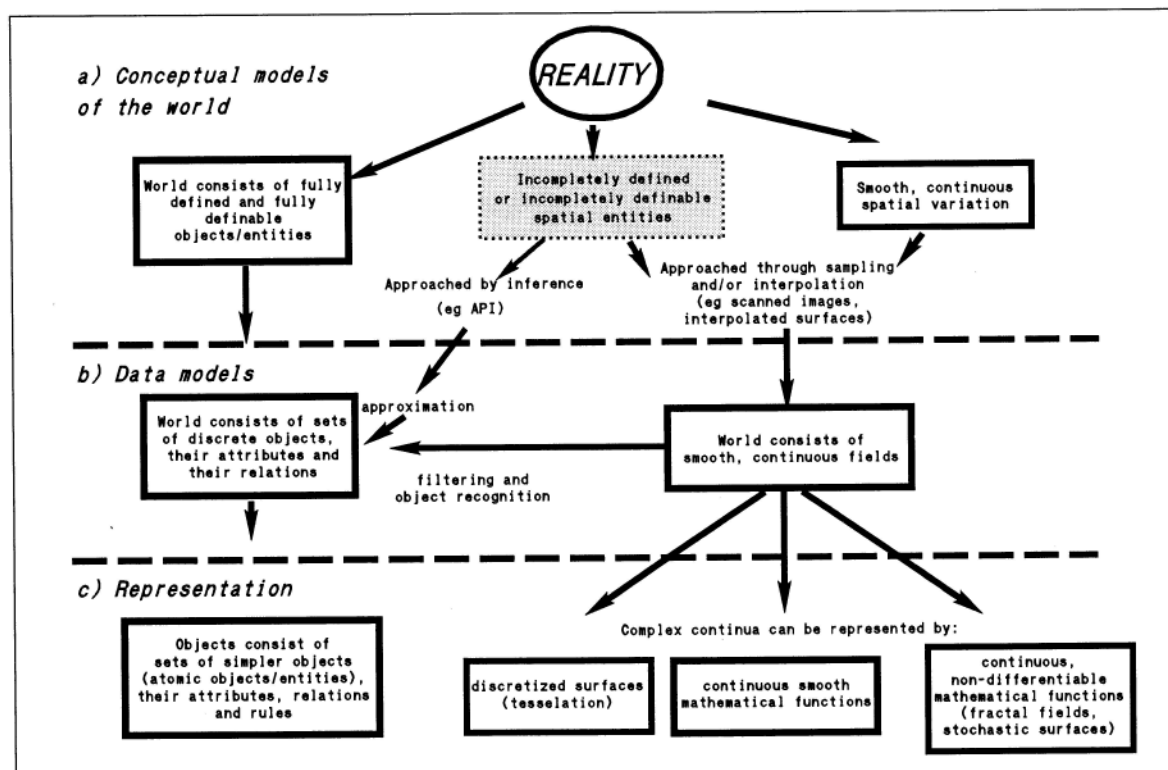 a) Conceptual models
of the world
REALITY
World consists of fully
defined and fully
definable
objects/entities
Incompletely defined
or incompletely definable
spatial entities
Smooth, continuous
spatial variation
Approached by inference
(eg API)
Approached through sampling
and/or interpolation
(eg scanned images,
interpolated surfaces)
b) Data models
approximation
World consists of sets
of discrete objects,
their attributes and
their relations
filtering and
object recognition
World consists of
smooth, continuous fields
c) Representation
Objects consist of
sets of simpler objects
(atomic objects/entities),
their attributes, relations
and rules
Complex continua can be represented by:
discretized surfaces
(tesselation)
continuous smooth
mathematical functions
continuous,
non-differentiable
mathematical functions
(fractal fields,
stochastic surfaces)